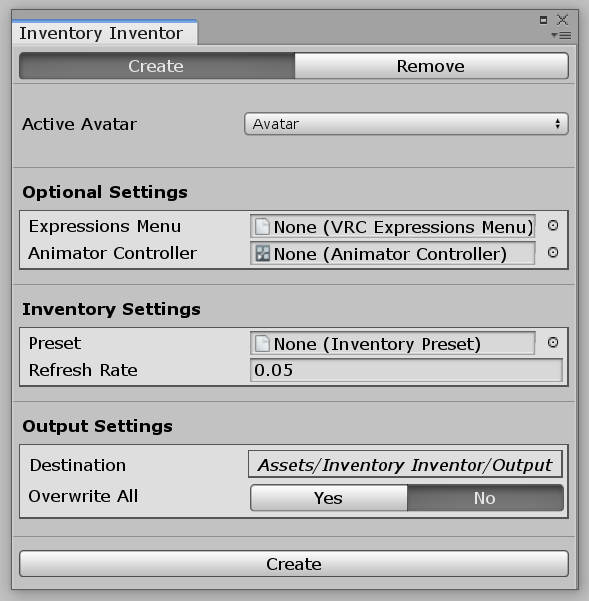 Inventory Inventor
Create Remove
Active Avatar Avatar
Optional Settings
Expressions Menu None (VRC Expressions Menu)
Animator Controller None (Animator Controller)
Inventory Settings
Preset None (Inventory Preset)
Refresh Rate 0.05
Output Settings
Destination Assets/Inventory Inventor/Output
Overwrite All Yes No
Create